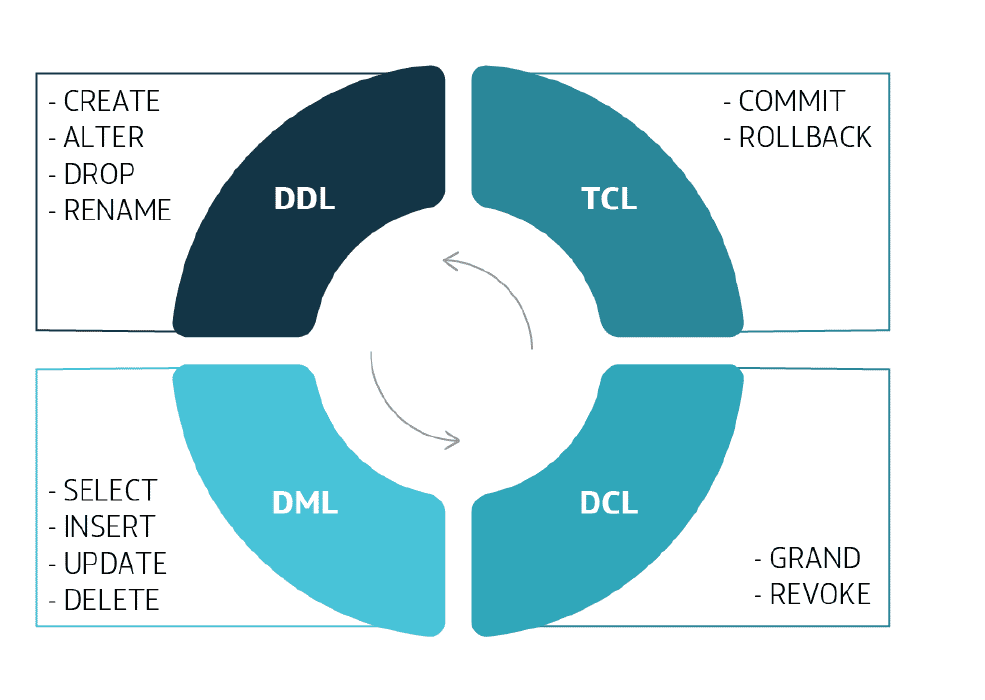 - CREATE
- ALTER
- DROP
- RENAME
DDL
TCL
- COMMIT
- ROLLBACK
- SELECT
- INSERT
- UPDATE
- DELETE
DML
DCL
- GRAND
- REVOKE